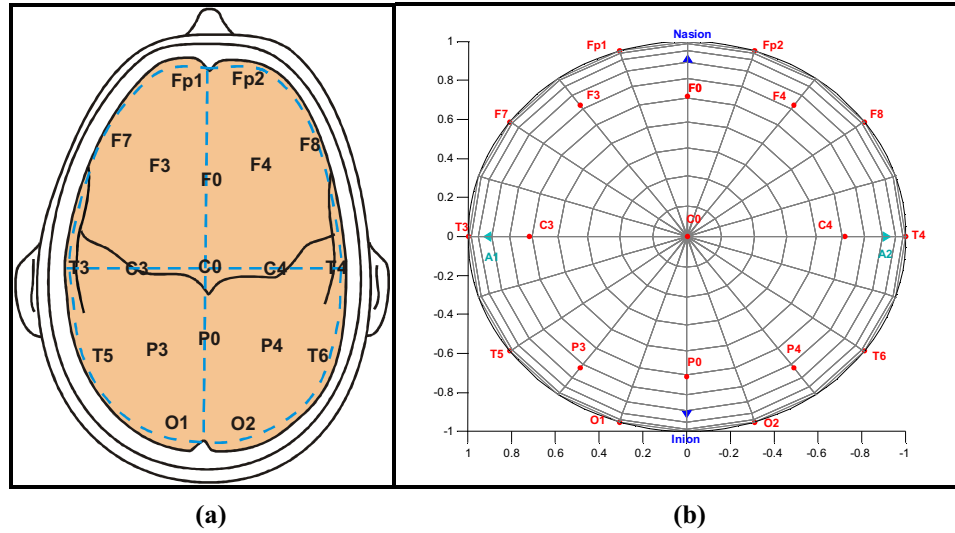 Fp1 Fp2
F7 F8
F3 F4
F0
T3 C3 C0 C4 T4
P0
T5 P3 P4 T6
O1 O2
(a)
Nasion
1
Fp1 Fp2
0.8
F3 F0 F4
F7 F8
0.6
0.4
0.2
C0
T3 C3 C4 T4
0
A1 A2
-0.2
-0.4
T5 P3 P0 P4 T6
-0.6
-0.8
O1 O2
-1
Inion
1 0.8 0.6 0.4 0.2 0 -0.2 -0.4 -0.6 -0.8 -1
(b)